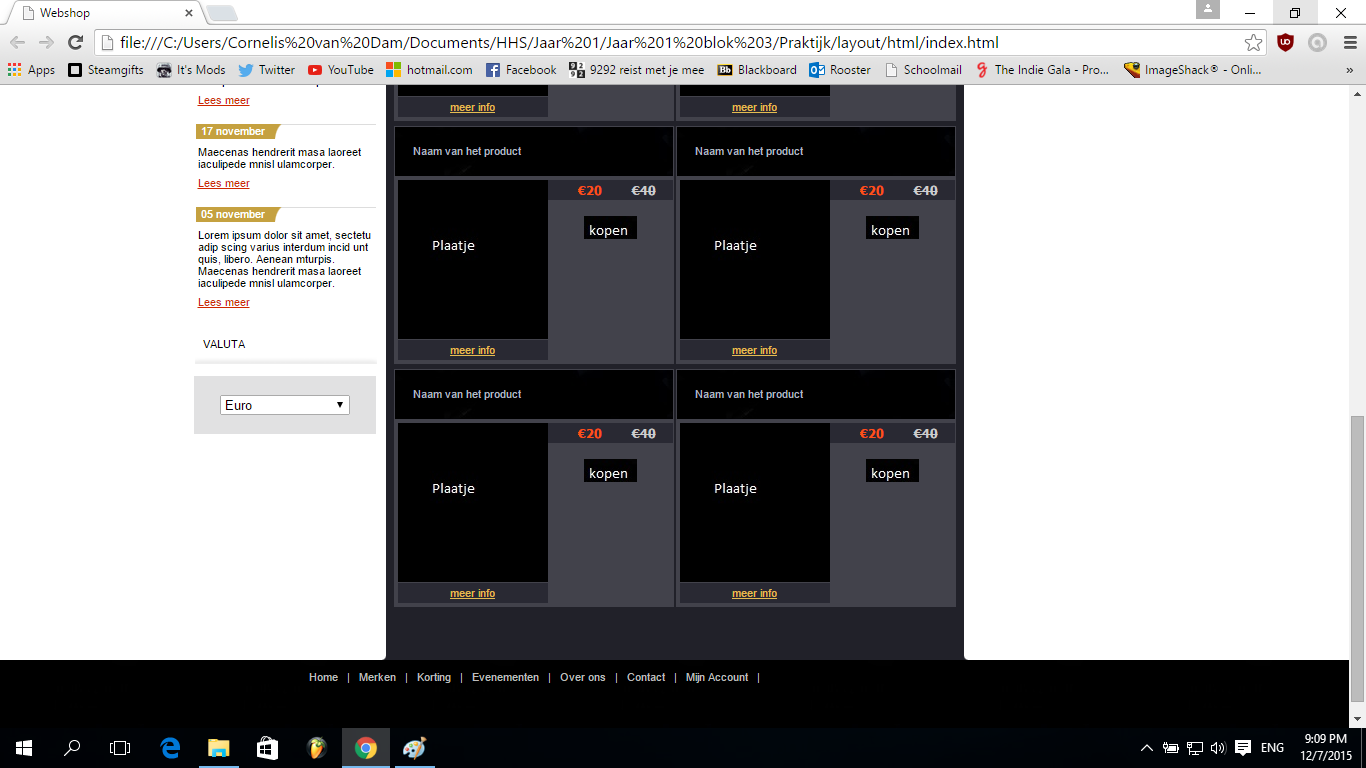 Webshop
file:///C:/Users/Cornelis%20van%20Dam/Documents/HHS/Jaar%201/Jaar%201%20blok%203/Praktijk/layout/html/index.html
Apps Steamgifts It's Mods Twitter YouTube hotmail.com Facebook 9292 reist met je mee Blackboard Rooster Schoolmail The Indie Gala - Pro... ImageShack® - Onli... »
Lees meer
17 november
Maecenas hendrerit masa laoreet
iaculipede mnisl ulamcorper.
Lees meer
05 november
Lorem ipsum dolor sit amet, sectetu
adip scing varius interdum incid unt
quis, libero. Aenean mturpis.
Maecenas hendrerit masa laoreet
iaculipede mnisl ulamcorper.
Lees meer
VALUTA
Euro
meer info meer info
Naam van het product Naam van het product
€20 €40 €20 €40
kopen kopen
Plaatje Plaatje
meer info meer info
Naam van het product Naam van het product
€20 €40 €20 €40
kopen kopen
Plaatje Plaatje
meer info meer info
Home | Merken | Korting | Evenementen | Over ons | Contact | Mijn Account |
ENG
9:09 PM
12/7/2015